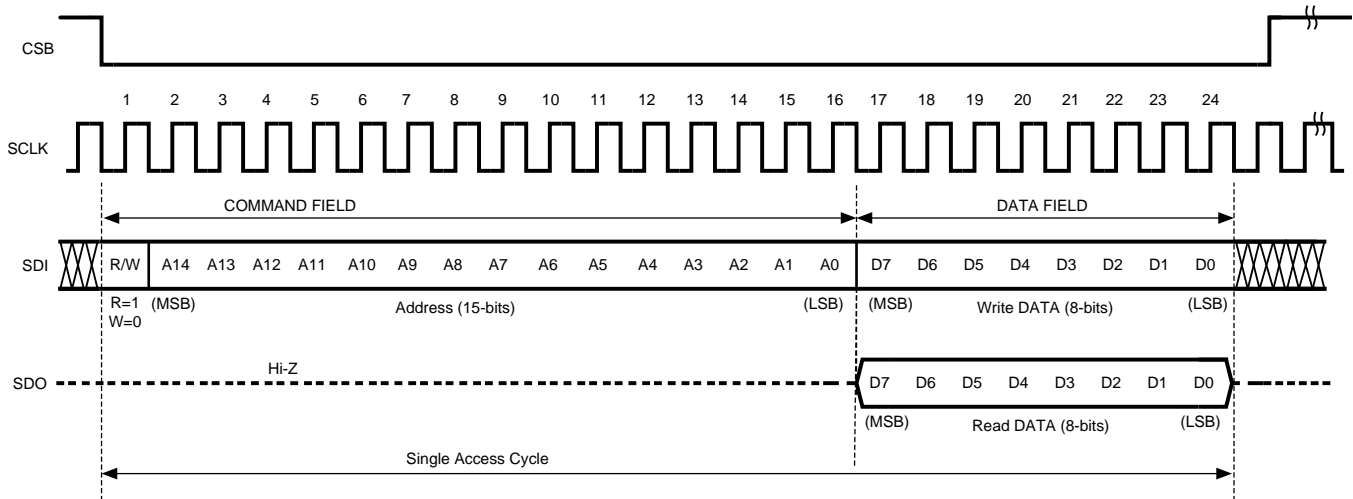 CSB
1 2 3 4 5 6 7 8 9 10 11 12 13 14 15 16 17 18 19 20 21 22 23 24
SCLK
COMMAND FIELD DATA FIELD
SDI R/W A14 A13 A12 A11 A10 A9 A8 A7 A6 A5 A4 A3 A2 A1 A0 D7 D6 D5 D4 D3 D2 D1 D0
R=1 (MSB) Address (15-bits) (LSB) (MSB) Write DATA (8-bits) (LSB)
W=0
Hi-Z
SDO D7 D6 D5 D4 D3 D2 D1 D0
(MSB) Read DATA (8-bits) (LSB)
Single Access Cycle